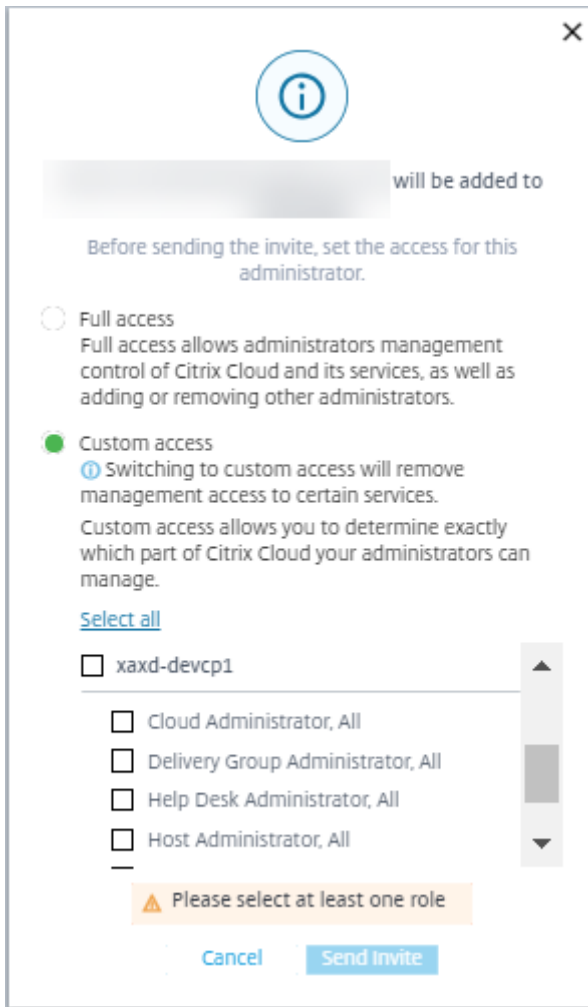 will be added to
Before sending the invite, set the access for this
administrator.
Full access
Full access allows administrators management
control of Citrix Cloud and its services, as well as
adding or removing other administrators.
Custom access
Switching to custom access will remove
management access to certain services.
Custom access allows you to determine exactly
which part of Citrix Cloud your administrators can
manage.
Select all
xaxd-devcp1
Cloud Administrator, All
Delivery Group Administrator, All
Help Desk Administrator, All
Host Administrator, All
Please select at least one role
Cancel
Send Invite